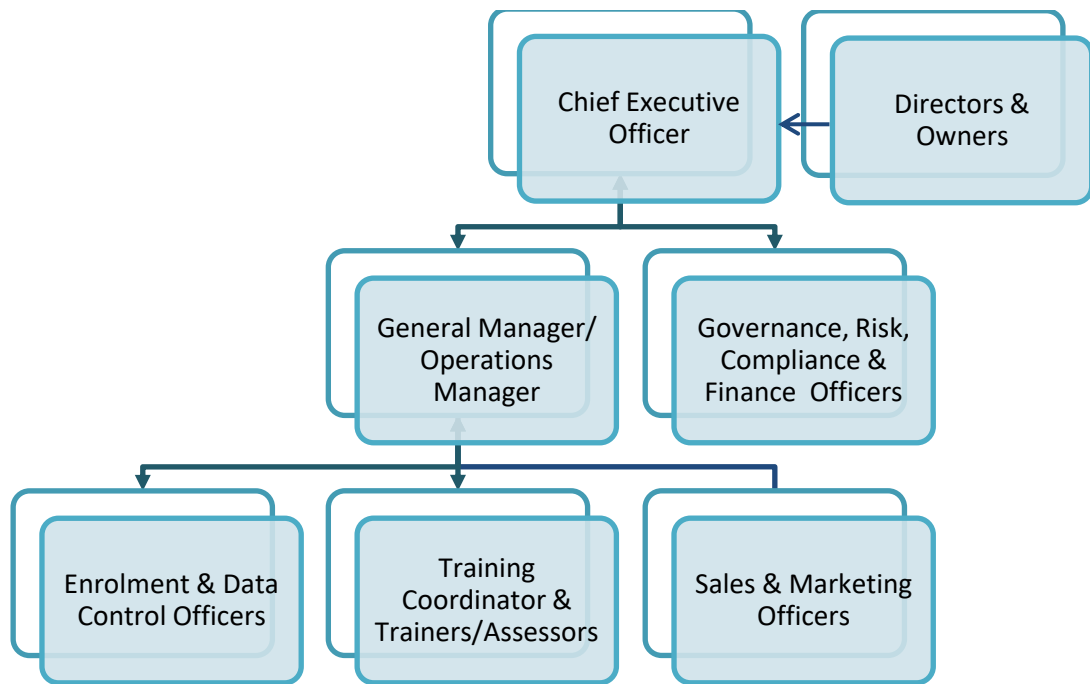 Chief Executive
Officer
Directors &
Owners
General Manager/
Operations
Manager
Governance, Risk,
Compliance &
Finance  Officers
Enrolment & Data
Control Officers
Training
Coordinator &
Trainers/Assessors
Sales & Marketing
Officers